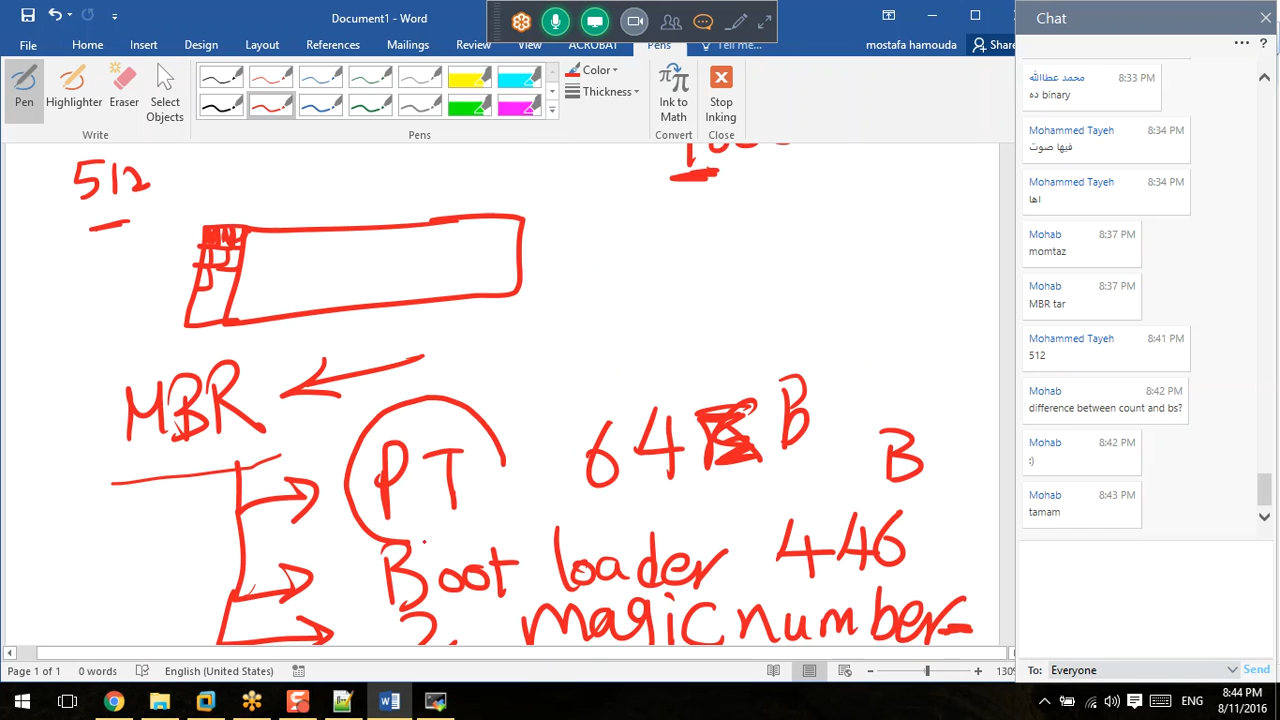 Document1 - Word
mostafa hamouda
Share
File Home Insert Design Layout References Mailings Review View ACROBAT Pens Tell me...
Pen Highlighter Eraser Select Objects
Color
Thickness
Ink to Math
Stop Inking
Write Pens Convert Close
512
MBR
PT 64 B
B
Boot loader 446
2. magic number
Page 1 of 1 0 words English (United States) 130%
Chat
محمد عطاالله 8:33 PM
ده binary
Mohammed Tayeh 8:34 PM
فيها صوت
Mohammed Tayeh 8:34 PM
اها
Mohab 8:37 PM
momtaz
Mohab 8:37 PM
MBR tar
Mohammed Tayeh 8:41 PM
512
Mohab 8:42 PM
difference between count and bs?
Mohab 8:42 PM
:)
Mohab 8:43 PM
tamam
To: Everyone Send
ENG
8:44 PM
8/11/2016